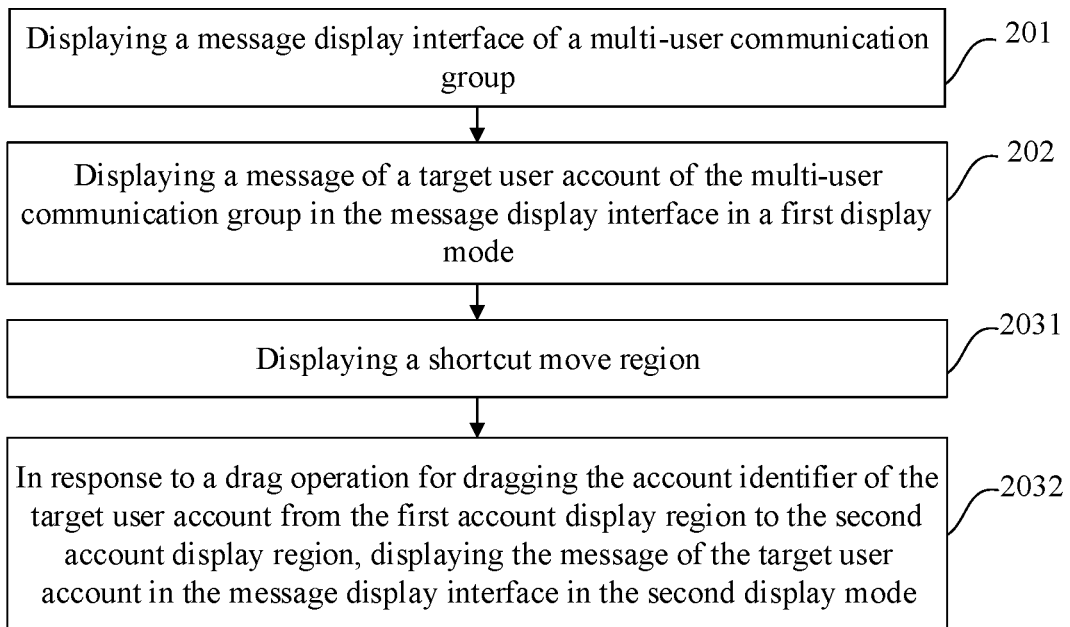 Displaying a message display interface of a multi-user communication
group
201
Displaying a message of a target user account of the multi-user
communication group in the message display interface in a first display
mode
202
Displaying a shortcut move region
2031
In response to a drag operation for dragging the account identifier of the
target user account from the first account display region to the second
account display region, displaying the message of the target user
account in the message display interface in the second display mode
2032